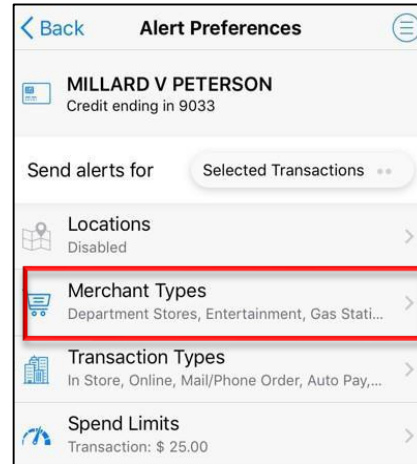 Back Alert Preferences
MILLARD V PETERSON
Credit ending in 9033
Send alerts for Selected Transactions
Locations
Disabled
Merchant Types
Department Stores, Entertainment, Gas Stati...
Transaction Types
In Store, Online, Mail/Phone Order, Auto Pay,...
Spend Limits
Transaction: $ 25.00